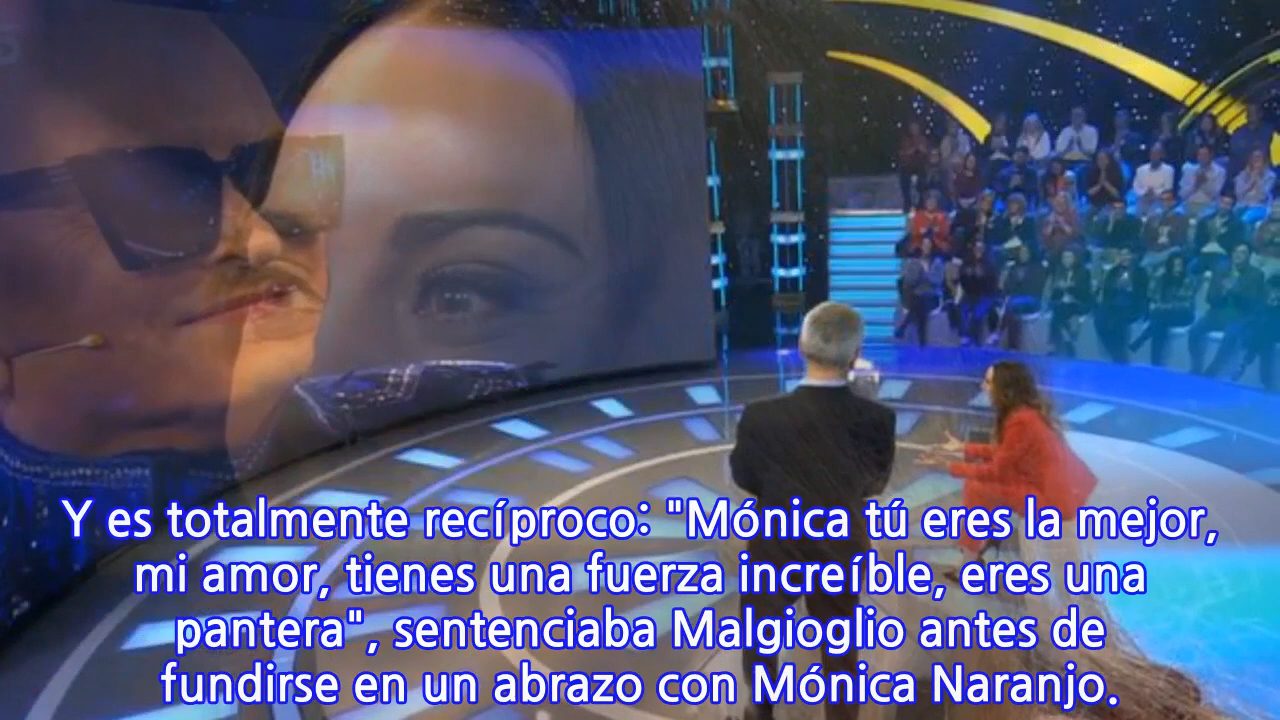 Y es totalmente recíproco: "Mónica tú eres la mejor,
mi amor, tienes una fuerza increíble, eres una
pantera", sentenciaba Malgioglio antes de
fundirse en un abrazo con Mónica Naranjo.